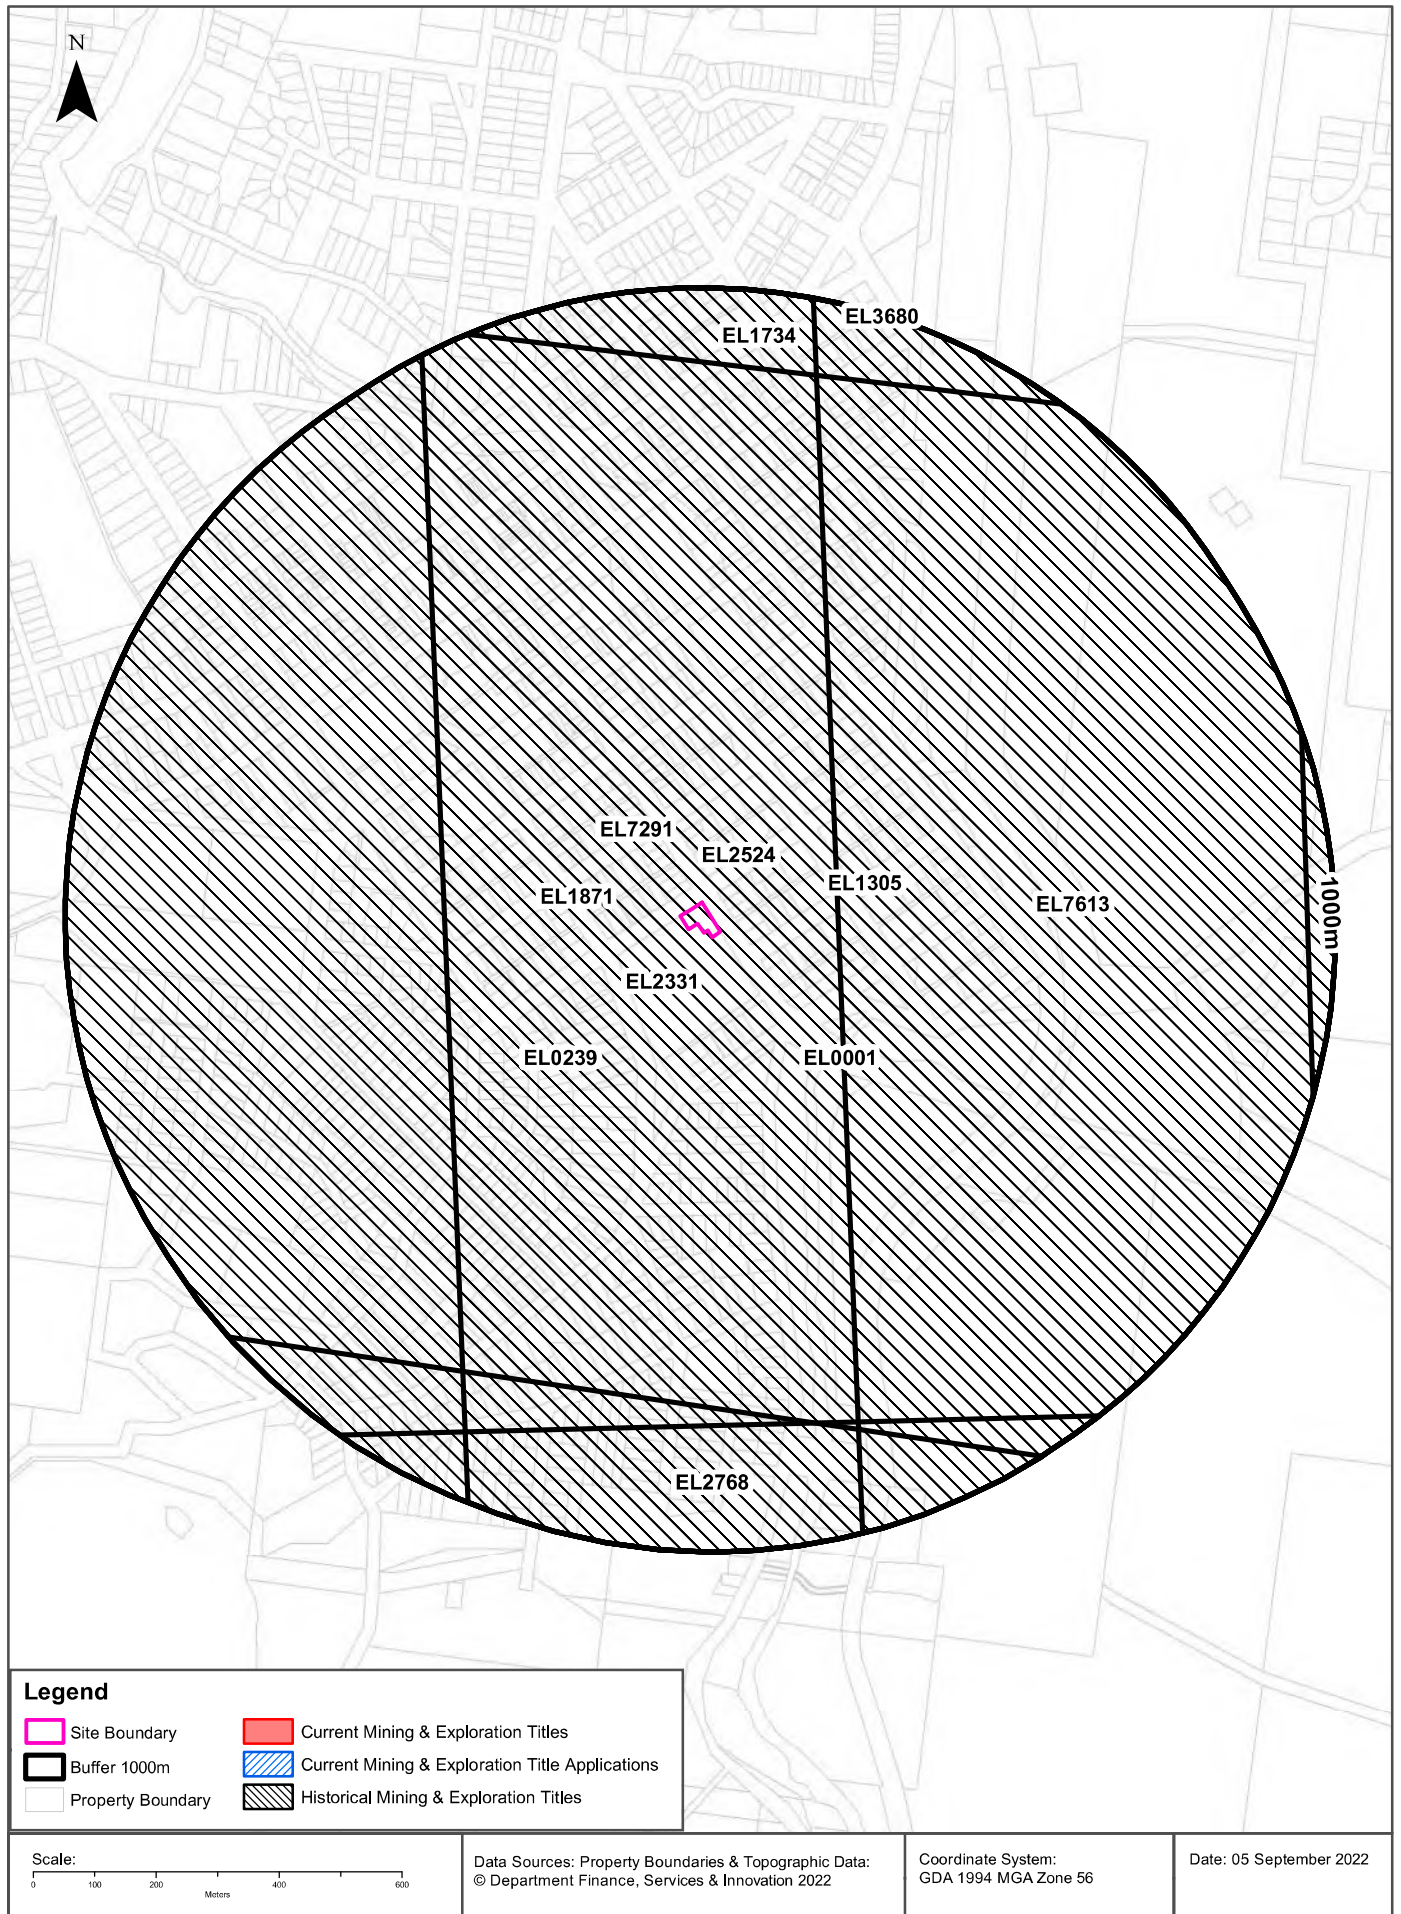 N
EL3680
EL1734
EL7291
EL2524
EL1305
EL1871
EL7613
1000m
EL2331
EL0239
EL0001
EL2768
Legend
Site Boundary
Buffer 1000m
Property Boundary
Current Mining & Exploration Titles
Current Mining & Exploration Title Applications
Historical Mining & Exploration Titles
Scale:
0 100 200 400 600
Meters
Data Sources: Property Boundaries & Topographic Data:
© Department Finance, Services & Innovation 2022
Coordinate System:
GDA 1994 MGA Zone 56
Date: 05 September 2022